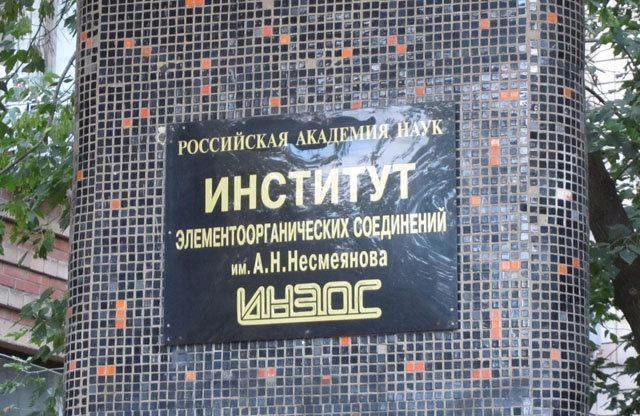 РОССИЙСКАЯ АКАДЕМИЯ НАУК
ИНСТИТУТ
ЭЛЕМЕНТООРГАНИЧЕСКИХ СОЕДИНЕНИЙ
им. А.Н.Несмеянова
ИНЭОС